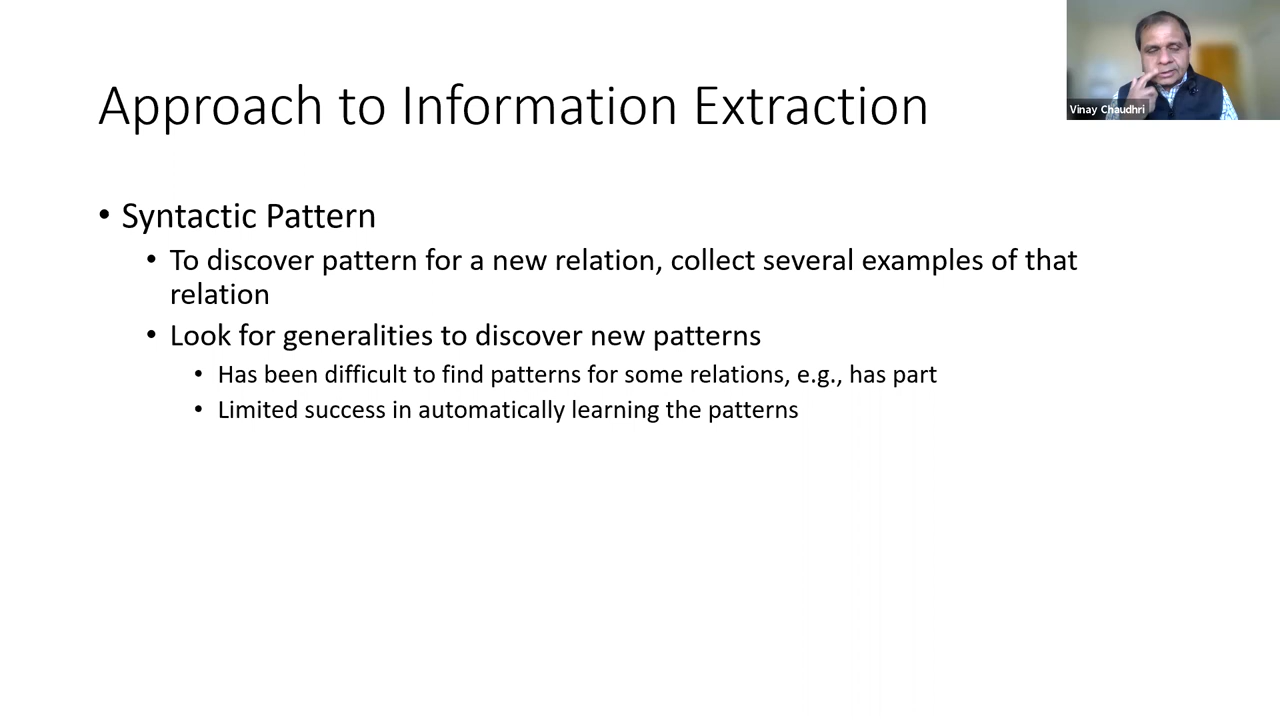 Approach to Information Extraction
Vinay Chaudhri
• Syntactic Pattern
• To discover pattern for a new relation, collect several examples of that
relation
• Look for generalities to discover new patterns
• Has been difficult to find patterns for some relations, e.g., has part
• Limited success in automatically learning the patterns